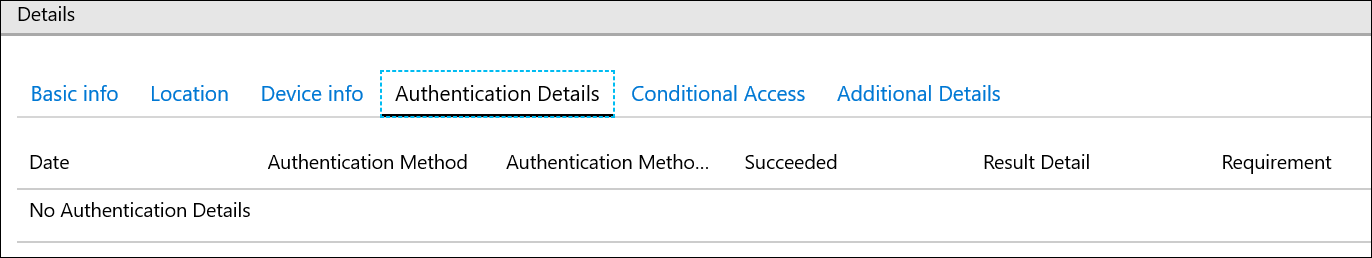 Details
Basic info Location Device info Authentication Details Conditional Access Additional Details
Date Authentication Method Authentication Metho... Succeeded Result Detail Requirement
No Authentication Details